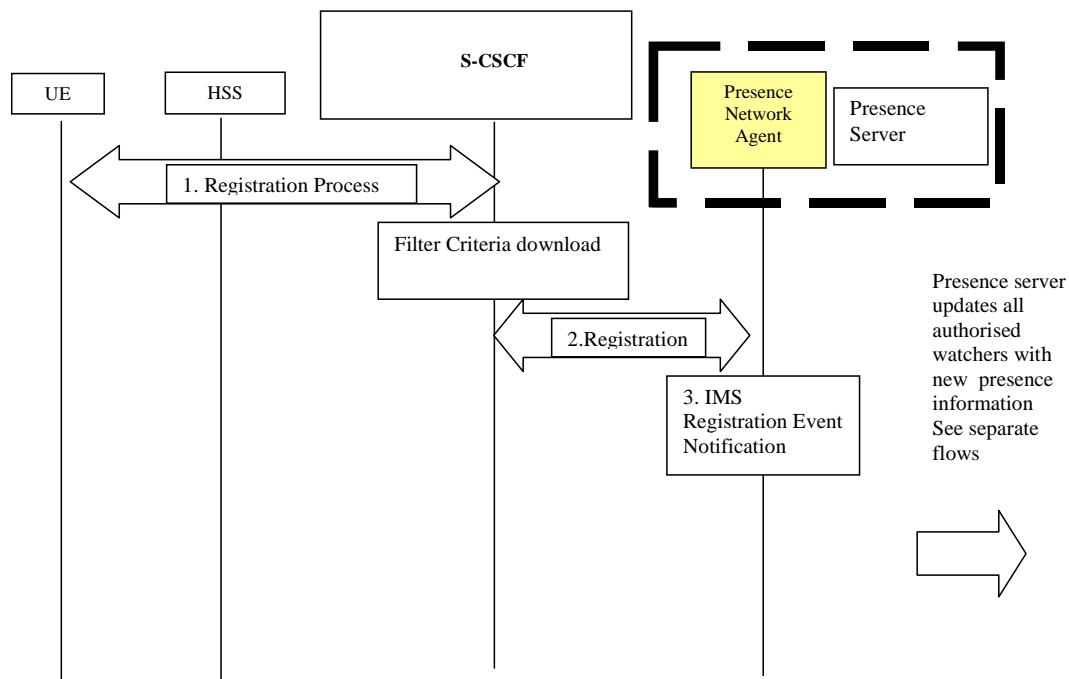 S-CSCF
UE
HSS
Presence
Network
Agent
Presence
Server
1. Registration Process
Filter Criteria download
2.Registration
3. IMS
Registration Event
Notification
Presence server
updates all
authorised
watchers with
new presence
information
See separate
flows